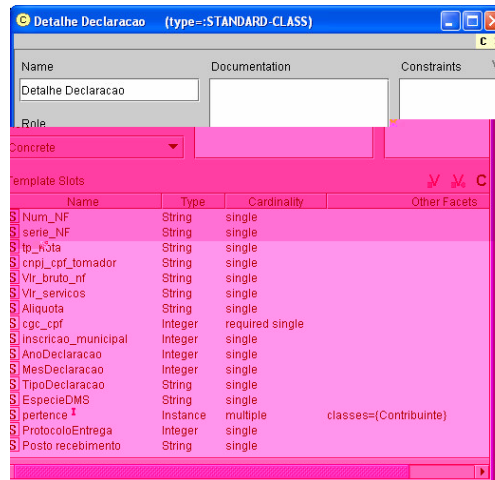 C Detalhe Declaracao (type=:STANDARD-CLASS)
C
Name Documentation Constraints
Detalhe Declaracao
Role
Concrete
Template Slots
C
Name Type Cardinality Other Facets
S Num_NF String single
S serie_NF String single
S tp_nota String single
S cnpj_cpf_tomador String single
S Vlr_bruto_nf String single
S Vlr_servicos String single
S Aliquota String single
S cgc_cpf Integer required single
S inscricao_municipal Integer single
S AnoDeclaracao Integer single
S MesDeclaracao Integer single
S TipoDeclaracao String single
S EspecieDMS String single
S pertence Instance multiple classes={Contribuinte}
S ProtocoloEntrega Integer single
S Posto recebimento String single